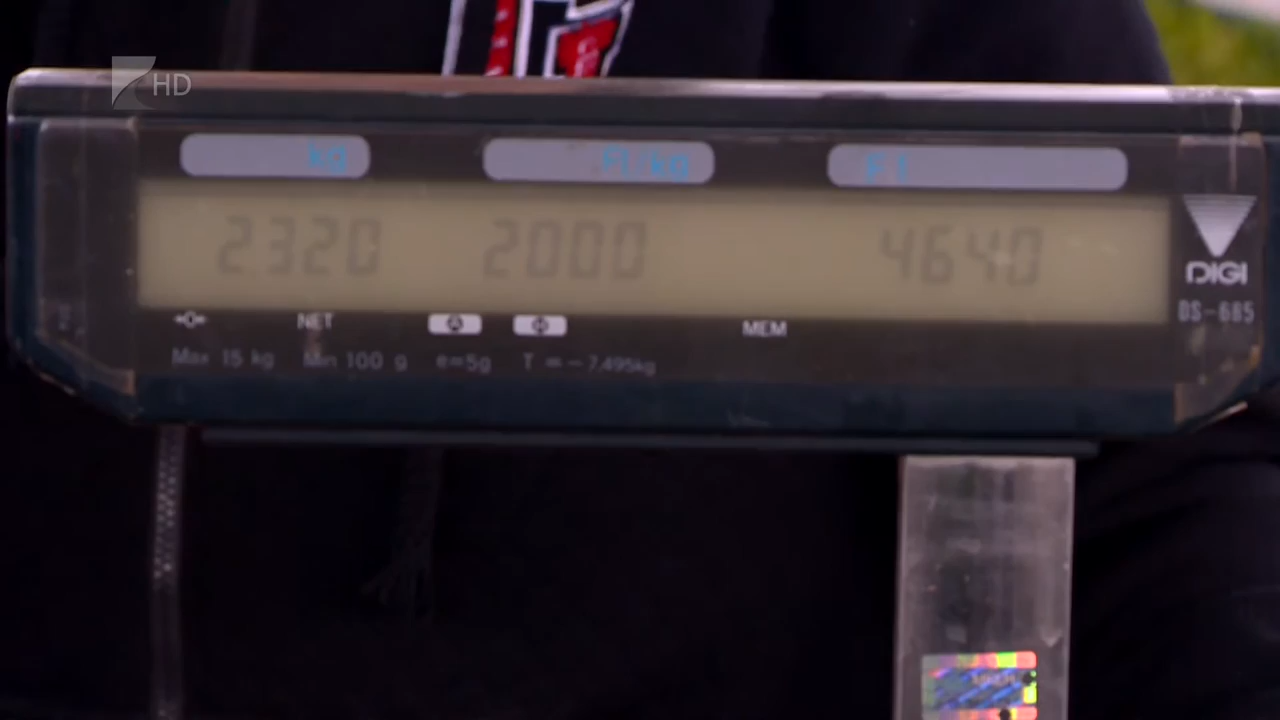 HD
kg Ft/kg Ft
2.320 2000 4640
DIGI
DS-685
NET MEM
Max 15 kg Min 100 g e=5g T = -7.495kg